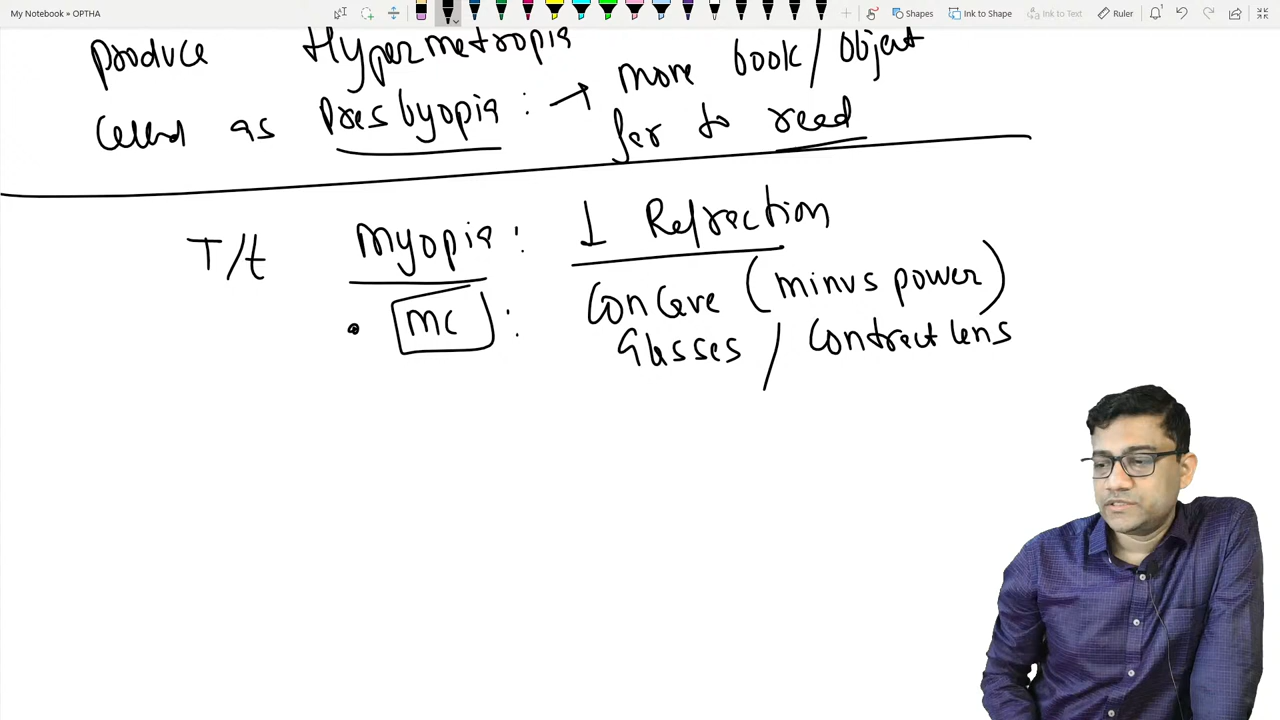 My Notebook » OPTHA
Shapes
Ink to Shape
Ink to Text
Ruler
produce Hypermetropia
called as Presbyopia : → move book / object
far to read
T/t Myopia : ↓ Refraction
• MC : Concave (minus power)
Glasses / Contract lens